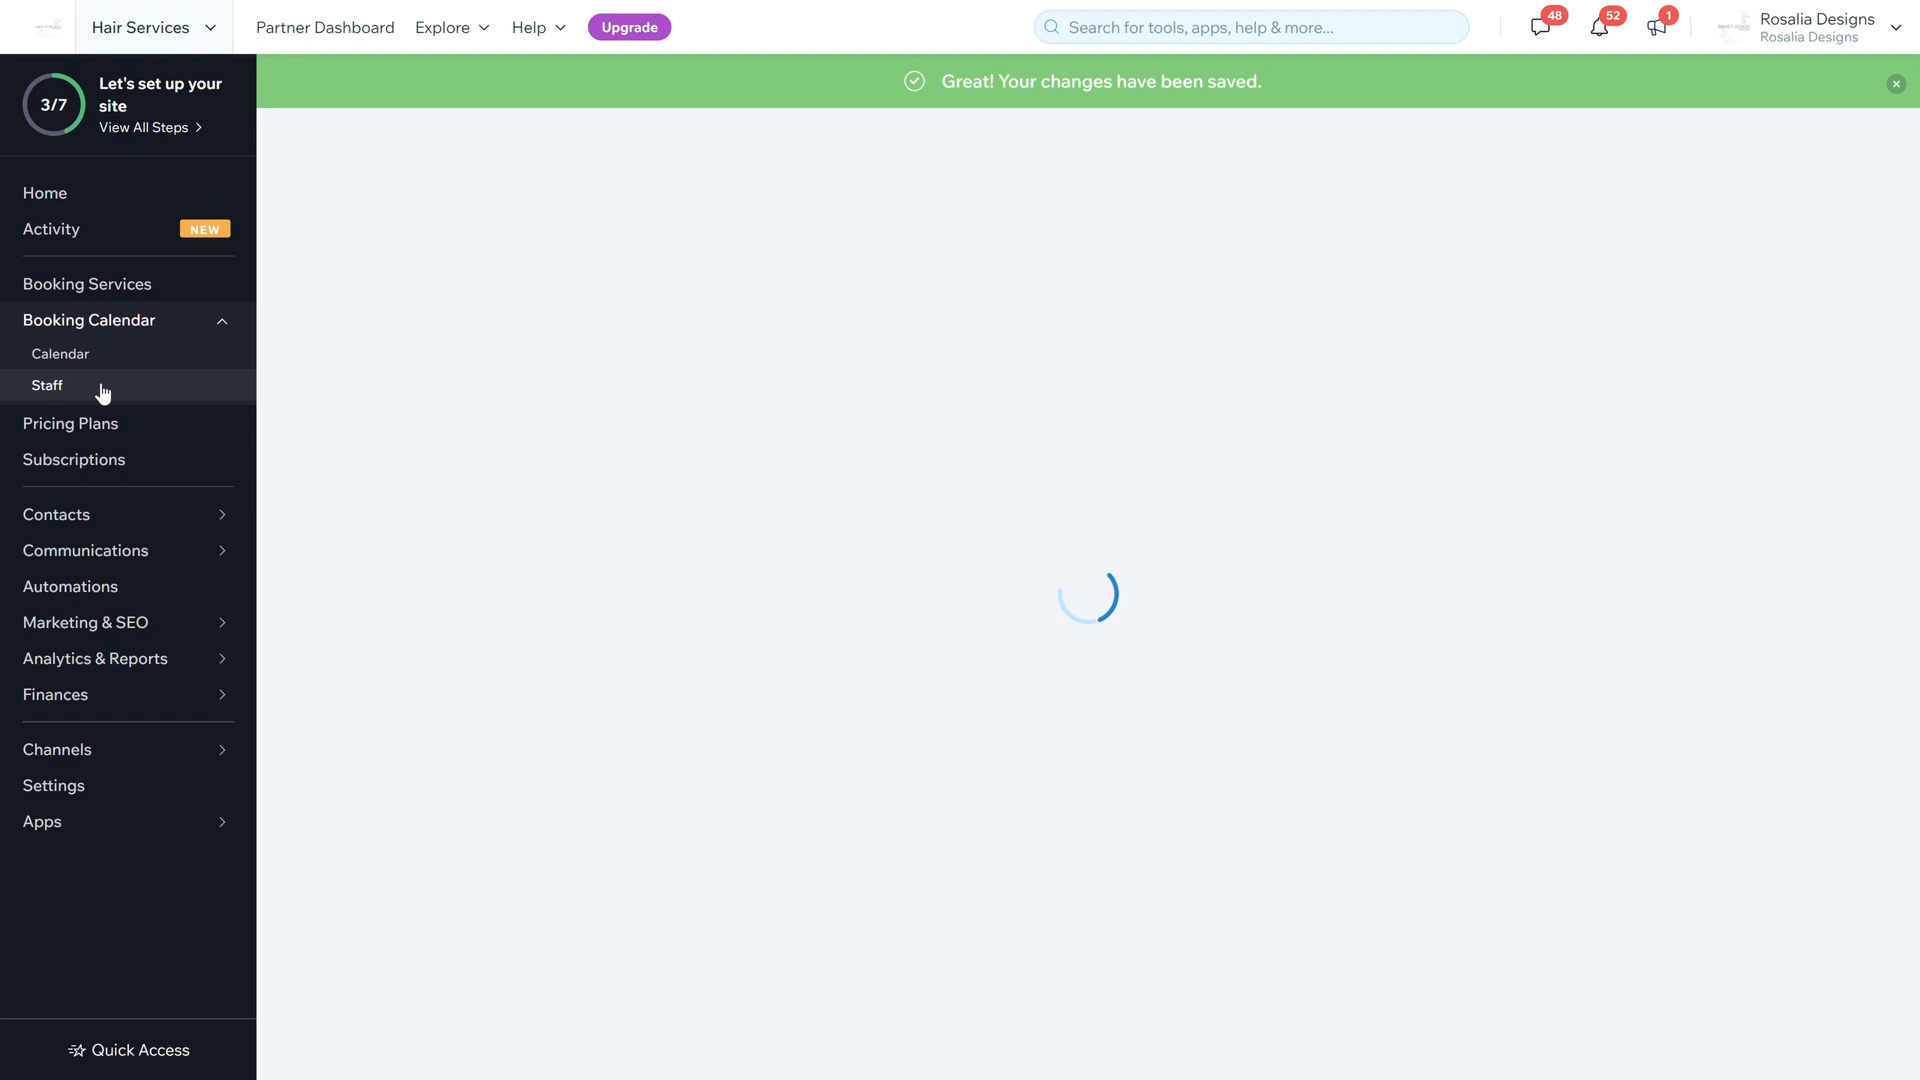 Hair Services
Partner Dashboard
Explore
Help
Upgrade
Search for tools, apps, help & more...
48
52
1
Rosalia Designs
Rosalia Designs
3/7
Let's set up your
site
View All Steps
Great! Your changes have been saved.
Home
Activity
NEW
Booking Services
Booking Calendar
Calendar
Staff
Pricing Plans
Subscriptions
Contacts
Communications
Automations
Marketing & SEO
Analytics & Reports
Finances
Channels
Settings
Apps
Quick Access